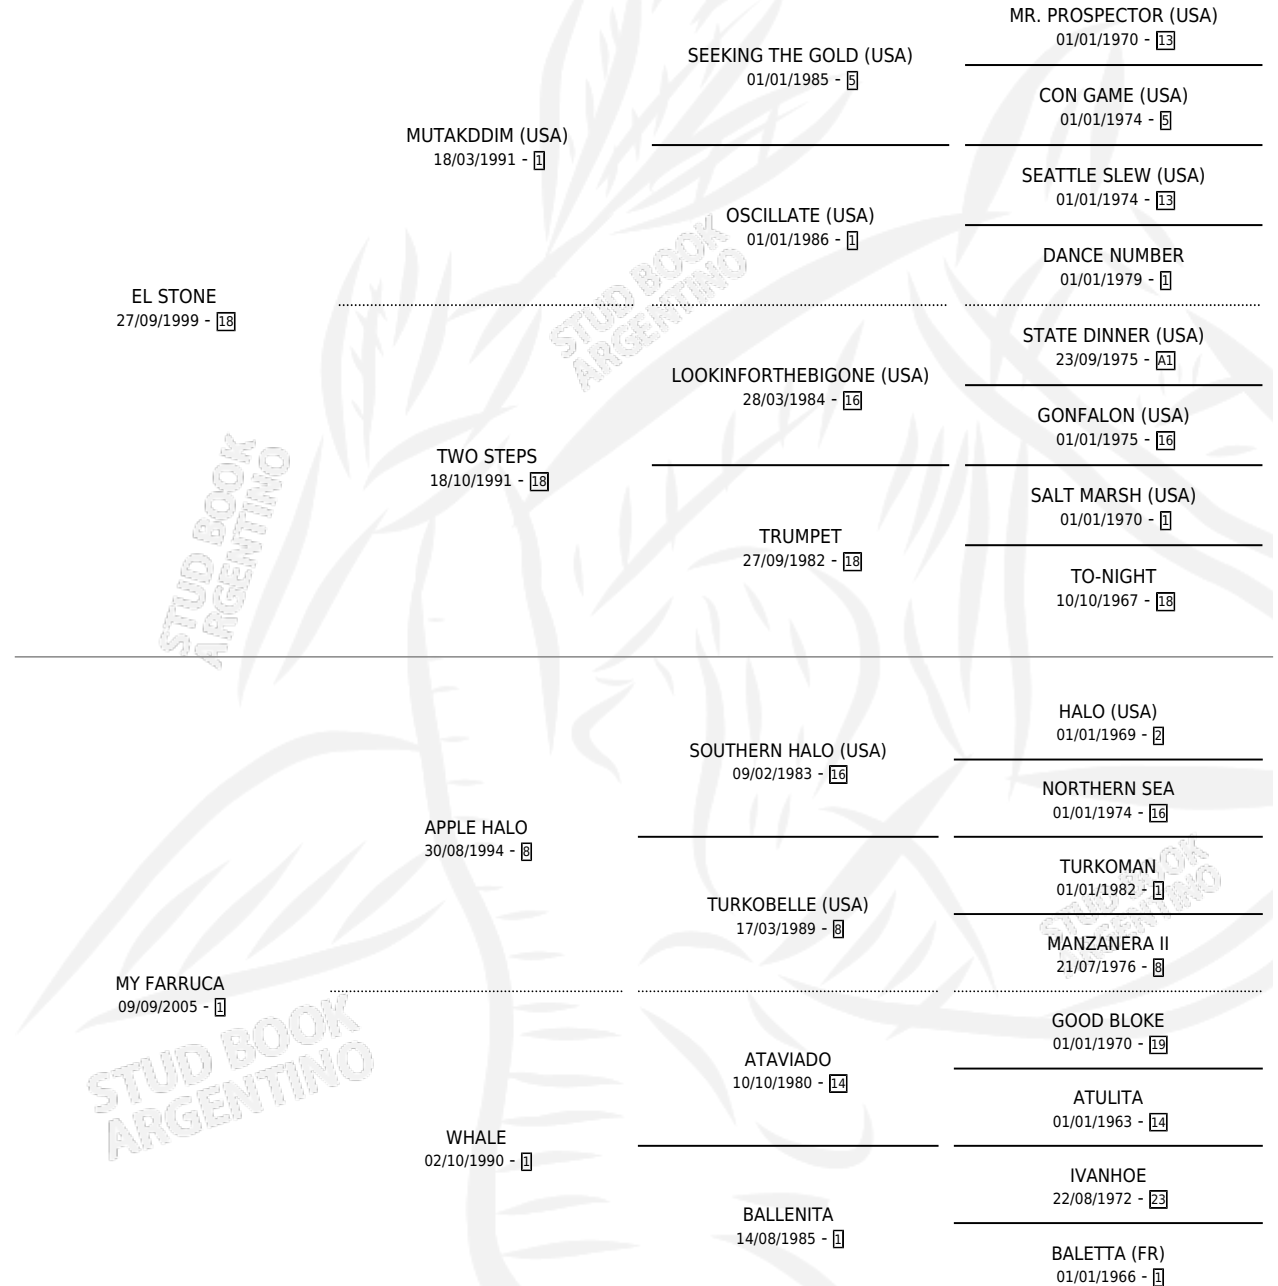 MR. PROSPECTOR (USA)
01/01/1970 - 13
SEEKING THE GOLD (USA)
01/01/1985 - 5
CON GAME (USA)
01/01/1974 - 5
MUTAKDDIM (USA)
18/03/1991 - 1
SEATTLE SLEW (USA)
01/01/1974 - 13
OSCILLATE (USA)
01/01/1986 - 1
DANCE NUMBER
01/01/1979 - 1
EL STONE
27/09/1999 - 18
STATE DINNER (USA)
23/09/1975 - A1
LOOKINFORTHEBIGONE (USA)
28/03/1984 - 16
GONFALON (USA)
01/01/1975 - 16
TWO STEPS
18/10/1991 - 18
SALT MARSH (USA)
01/01/1970 - 1
TRUMPET
27/09/1982 - 18
TO-NIGHT
10/10/1967 - 18
HALO (USA)
01/01/1969 - 2
SOUTHERN HALO (USA)
09/02/1983 - 16
NORTHERN SEA
01/01/1974 - 16
APPLE HALO
30/08/1994 - 8
TURKOMAN
01/01/1982 - 1
TURKOBELLE (USA)
17/03/1989 - 8
MANZANERA II
21/07/1976 - 8
MY FARRUCA
09/09/2005 - 1
GOOD BLOKE
01/01/1970 - 19
ATAVIADO
10/10/1980 - 14
ATULITA
01/01/1963 - 14
WHALE
02/10/1990 - 1
IVANHOE
22/08/1972 - 23
BALLENITA
14/08/1985 - 1
BALETTA (FR)
01/01/1966 - 1
STUD BOOK
ARGENTINO
STUD BOOK
ARGENTINO
STUD BOOK
ARGENTINO
STUD BOOK
ARGENTINO